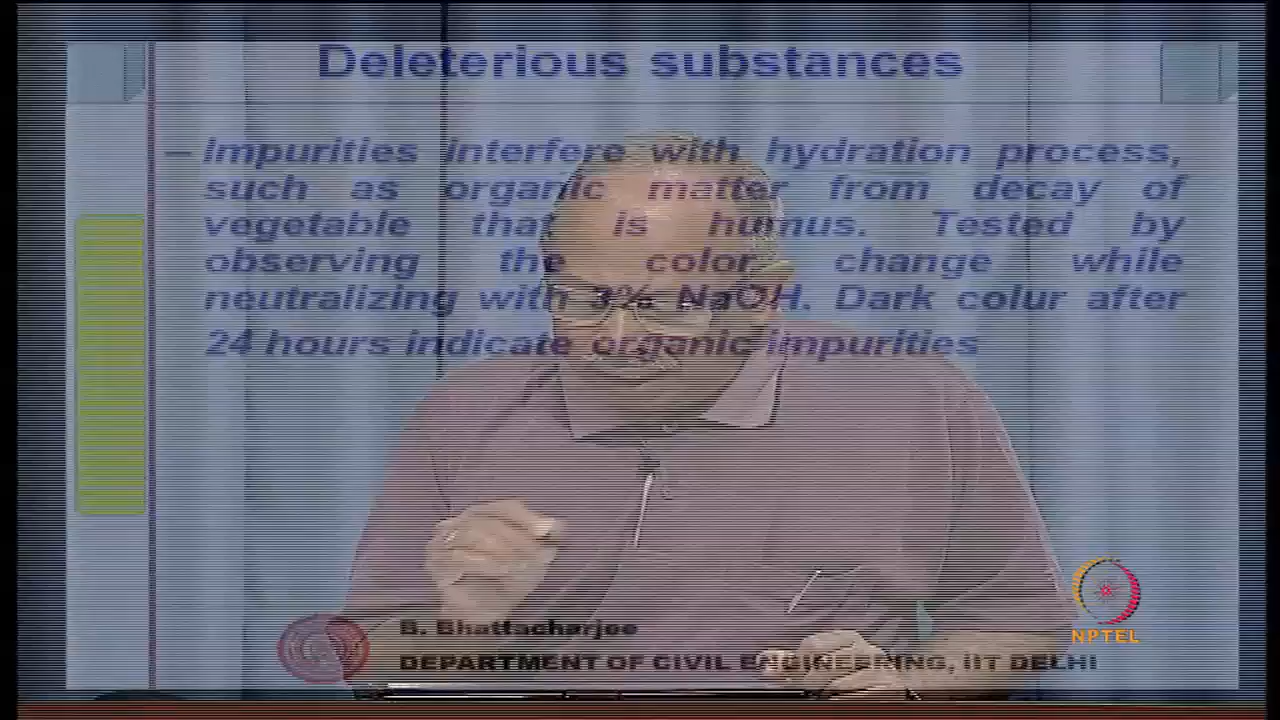 Deleterious substances
– Impurities interfere with hydration process,
such as organic matter from decay of
vegetable that is humus. Tested by
observing the color change while
neutralizing with 3% NaOH. Dark colur after
24 hours indicate organic impurities
B. Bhattacharjee
DEPARTMENT OF CIVIL ENGINEERING, IIT DELHI
NPTEL